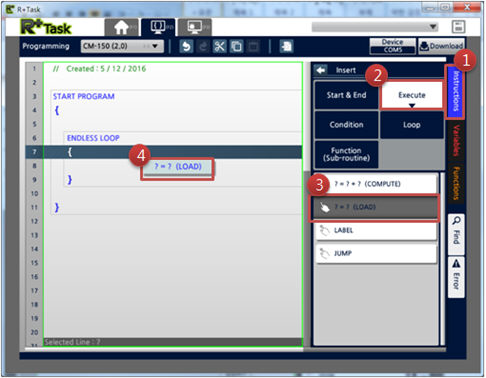 R+Task
R+Task
Programming
CM-150 (2,0)
Device
COM5
Download
1 // Created : 5 / 12 / 2016
2
3 START PROGRAM
4 {
5
6 ENDLESS LOOP
7 {
8 ? = ? (LOAD)
9 }
10
11 }
12
13
14
15
16
17
18
19
20
21
Selected Line : 7
Insert
Start & End
Execute
Condition
Loop
Function
(Sub-routine)
? = ? + ? (COMPUTE)
? = ? (LOAD)
LABEL
JUMP
Instructions
Variables
Functions
Find
Error
1
2
3
4